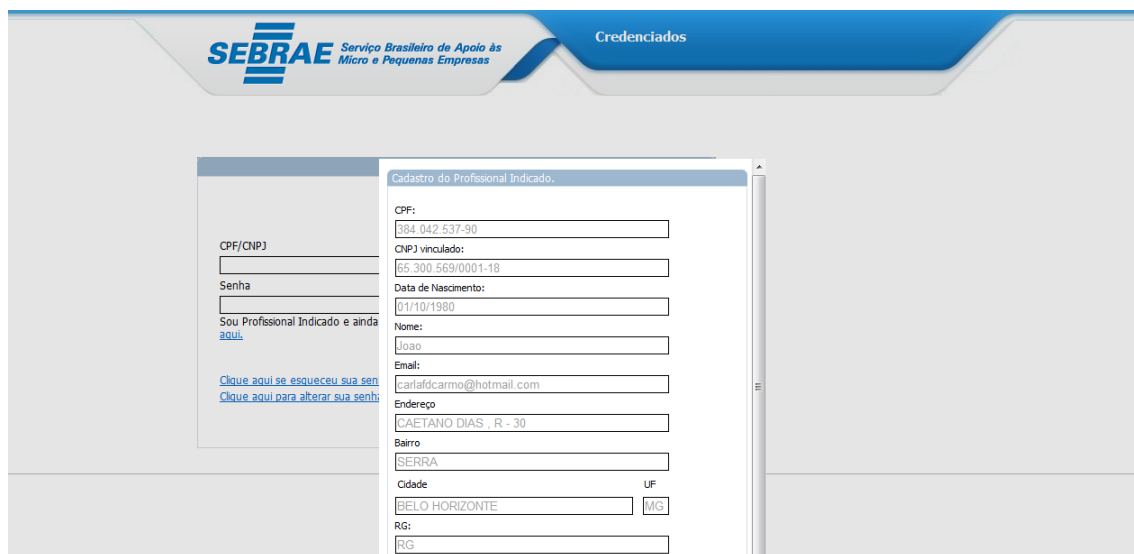 SEBRAE
Serviço Brasileiro de Apoio às
Micro e Pequenas Empresas
Credenciados
CPF/CNPJ
Senha
Sou Profissional Indicado e ainda
aqui.
Clique aqui se esqueceu sua sen
Clique aqui para alterar sua senha
Cadastro do Profissional Indicado.
CPF:
384.042.537-90
CNPJ vinculado:
65.300.569/0001-18
Data de Nascimento:
01/10/1980
Nome:
Joao
Email:
carlafdcarmo@hotmail.com
Endereço
CAETANO DIAS , R - 30
Bairro
SERRA
Cidade UF
BELO HORIZONTE MG
RG:
RG